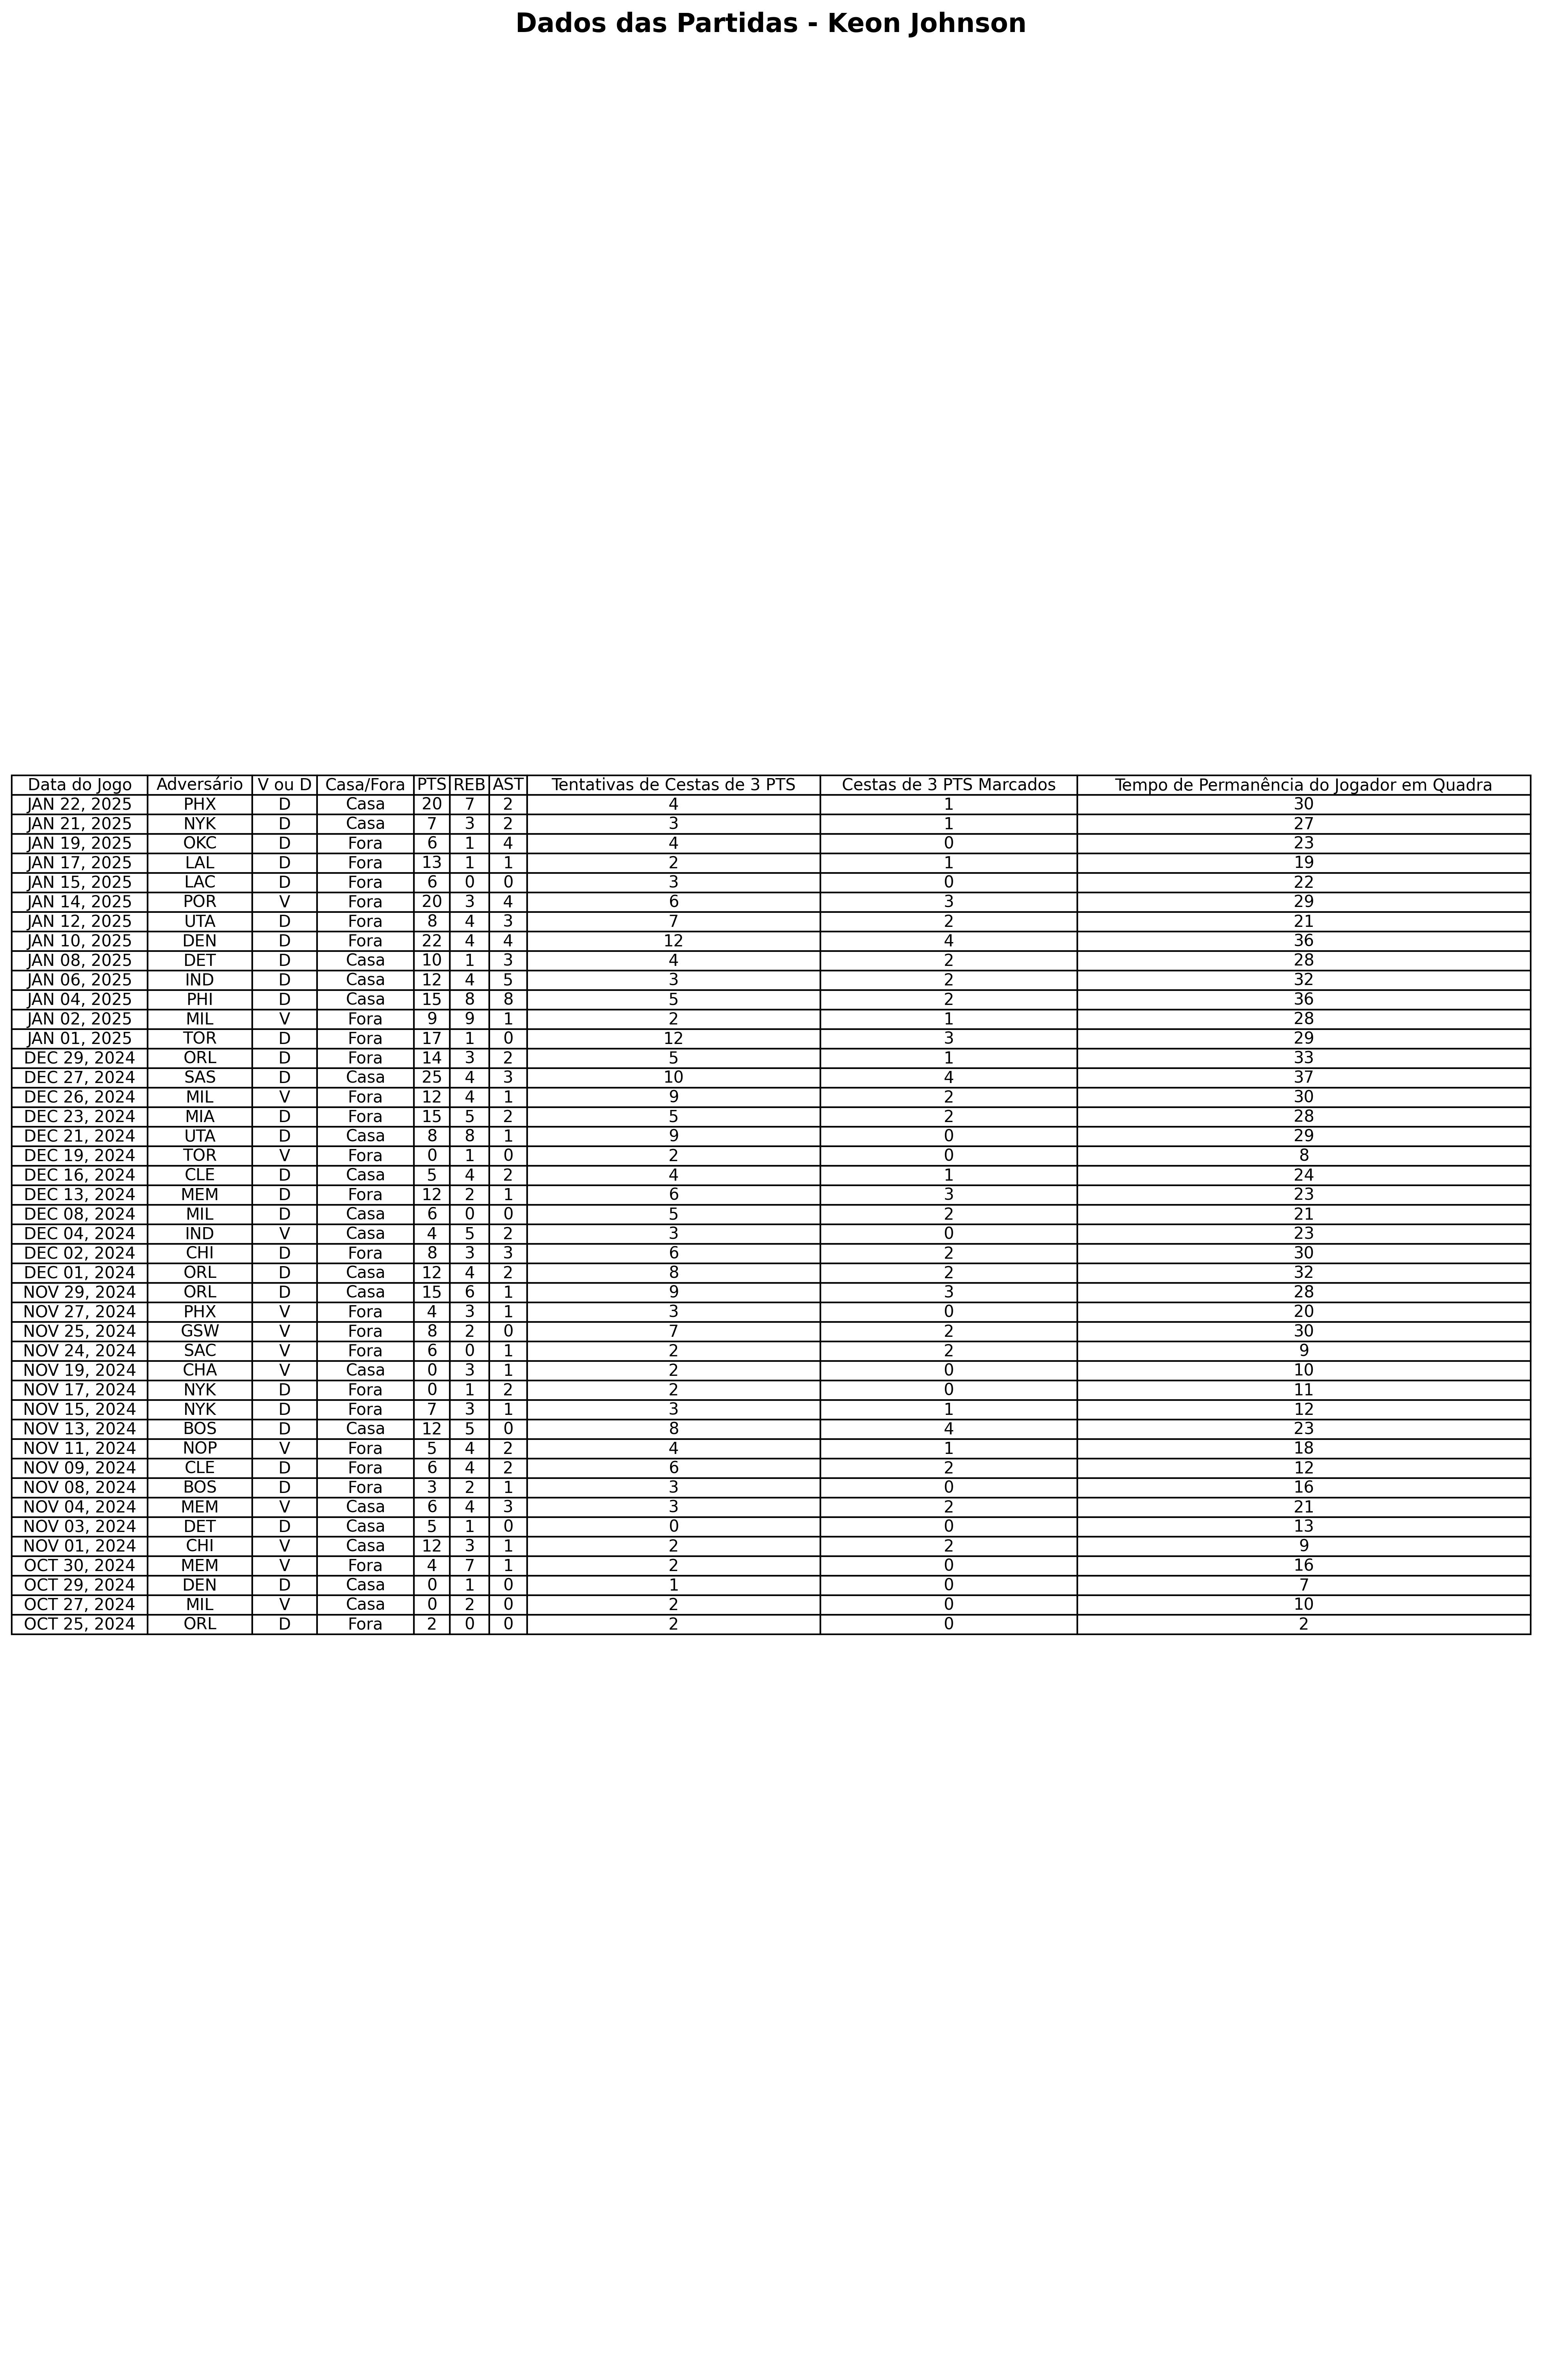 Dados das Partidas - Keon Johnson
Data do Jogo Adversário V ou D Casa/Fora PTS REB AST Tentativas de Cestas de 3 PTS Cestas de 3 PTS Marcados Tempo de Permanência do Jogador em Quadra
JAN 22, 2025 PHX D Casa 20 7 2 4 1 30
JAN 21, 2025 NYK D Casa 7 3 2 3 1 27
JAN 19, 2025 OKC D Fora 6 1 4 4 0 23
JAN 17, 2025 LAL D Fora 13 1 1 2 1 19
JAN 15, 2025 LAC D Fora 6 0 0 3 0 22
JAN 14, 2025 POR V Fora 20 3 4 6 3 29
JAN 12, 2025 UTA D Fora 8 4 3 7 2 21
JAN 10, 2025 DEN D Fora 22 4 4 12 4 36
JAN 08, 2025 DET D Casa 10 1 3 4 2 28
JAN 06, 2025 IND D Casa 12 4 5 3 2 32
JAN 04, 2025 PHI D Casa 15 8 8 5 2 36
JAN 02, 2025 MIL V Fora 9 9 1 2 1 28
JAN 01, 2025 TOR D Fora 17 1 0 12 3 29
DEC 29, 2024 ORL D Fora 14 3 2 5 1 33
DEC 27, 2024 SAS D Casa 25 4 3 10 4 37
DEC 26, 2024 MIL V Fora 12 4 1 9 2 30
DEC 23, 2024 MIA D Fora 15 5 2 5 2 28
DEC 21, 2024 UTA D Casa 8 8 1 9 0 29
DEC 19, 2024 TOR V Fora 0 1 0 2 0 8
DEC 16, 2024 CLE D Casa 5 4 2 4 1 24
DEC 13, 2024 MEM D Fora 12 2 1 6 3 23
DEC 08, 2024 MIL D Casa 6 0 0 5 2 21
DEC 04, 2024 IND V Casa 4 5 2 3 0 23
DEC 02, 2024 CHI D Fora 8 3 3 6 2 30
DEC 01, 2024 ORL D Casa 12 4 2 8 2 32
NOV 29, 2024 ORL D Casa 15 6 1 9 3 28
NOV 27, 2024 PHX V Fora 4 3 1 3 0 20
NOV 25, 2024 GSW V Fora 8 2 0 7 2 30
NOV 24, 2024 SAC V Fora 6 0 1 2 2 9
NOV 19, 2024 CHA V Casa 0 3 1 2 0 10
NOV 17, 2024 NYK D Fora 0 1 2 2 0 11
NOV 15, 2024 NYK D Fora 7 3 1 3 1 12
NOV 13, 2024 BOS D Casa 12 5 0 8 4 23
NOV 11, 2024 NOP V Fora 5 4 2 4 1 18
NOV 09, 2024 CLE D Fora 6 4 2 6 2 12
NOV 08, 2024 BOS D Fora 3 2 1 3 0 16
NOV 04, 2024 MEM V Casa 6 4 3 3 2 21
NOV 03, 2024 DET D Casa 5 1 0 0 0 13
NOV 01, 2024 CHI V Casa 12 3 1 2 2 9
OCT 30, 2024 MEM V Fora 4 7 1 2 0 16
OCT 29, 2024 DEN D Casa 0 1 0 1 0 7
OCT 27, 2024 MIL V Casa 0 2 0 2 0 10
OCT 25, 2024 ORL D Fora 2 0 0 2 0 2